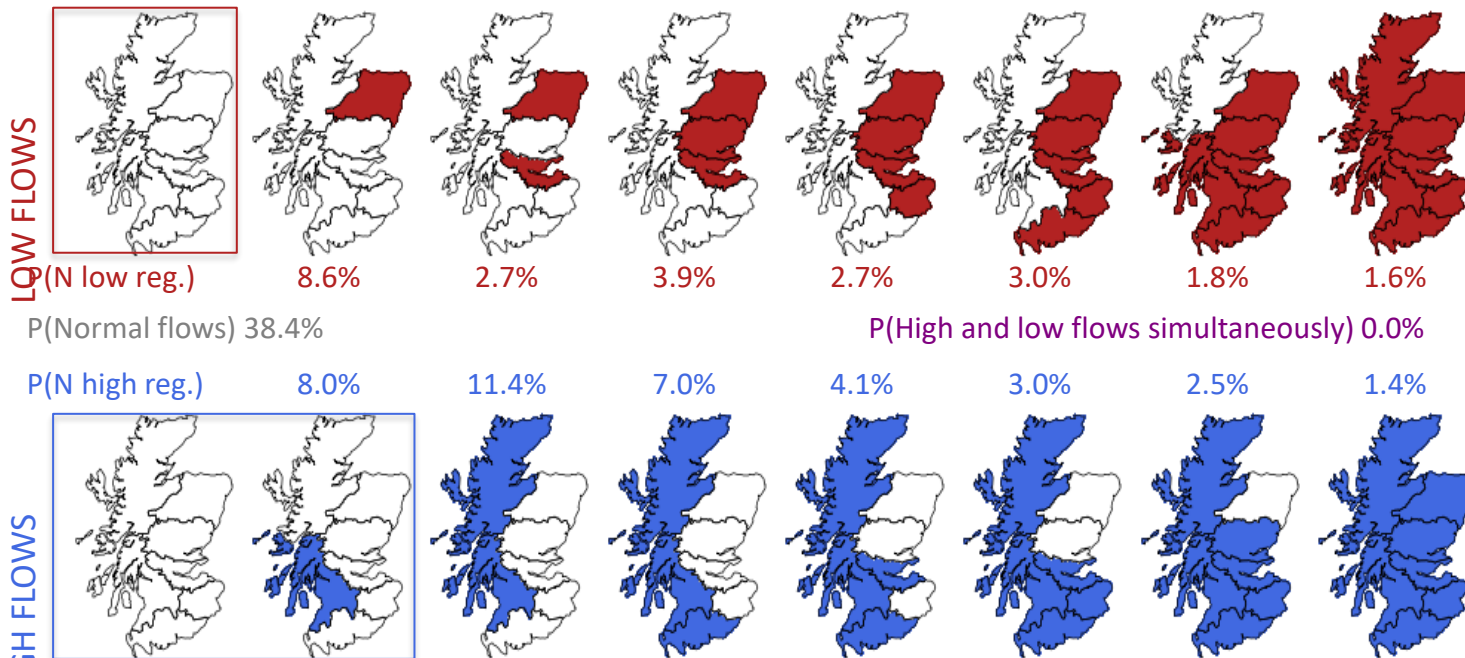 LOW FLOWS
P(N low reg.) 8.6% 2.7% 3.9% 2.7% 3.0% 1.8% 1.6%
P(Normal flows) 38.4% P(High and low flows simultaneously) 0.0%
P(N high reg.) 8.0% 11.4% 7.0% 4.1% 3.0% 2.5% 1.4%
GH FLOWS